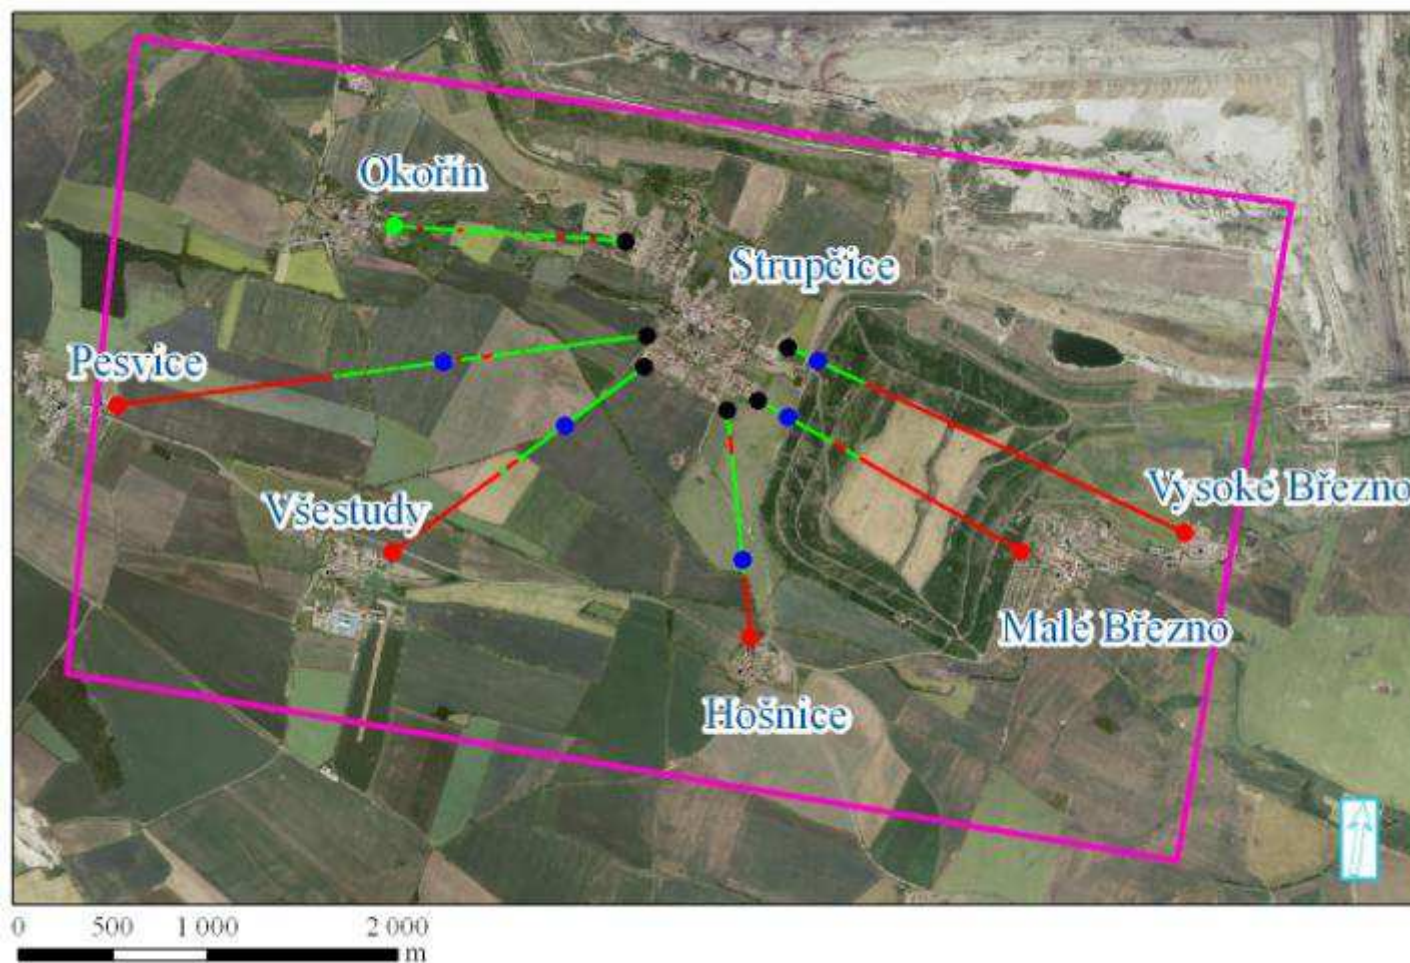 Okořín
Strupčice
Pesvice
Vysoké Březno
Všestudy
Malé Březno
Hošnice
0 500 1 000 2 000
m